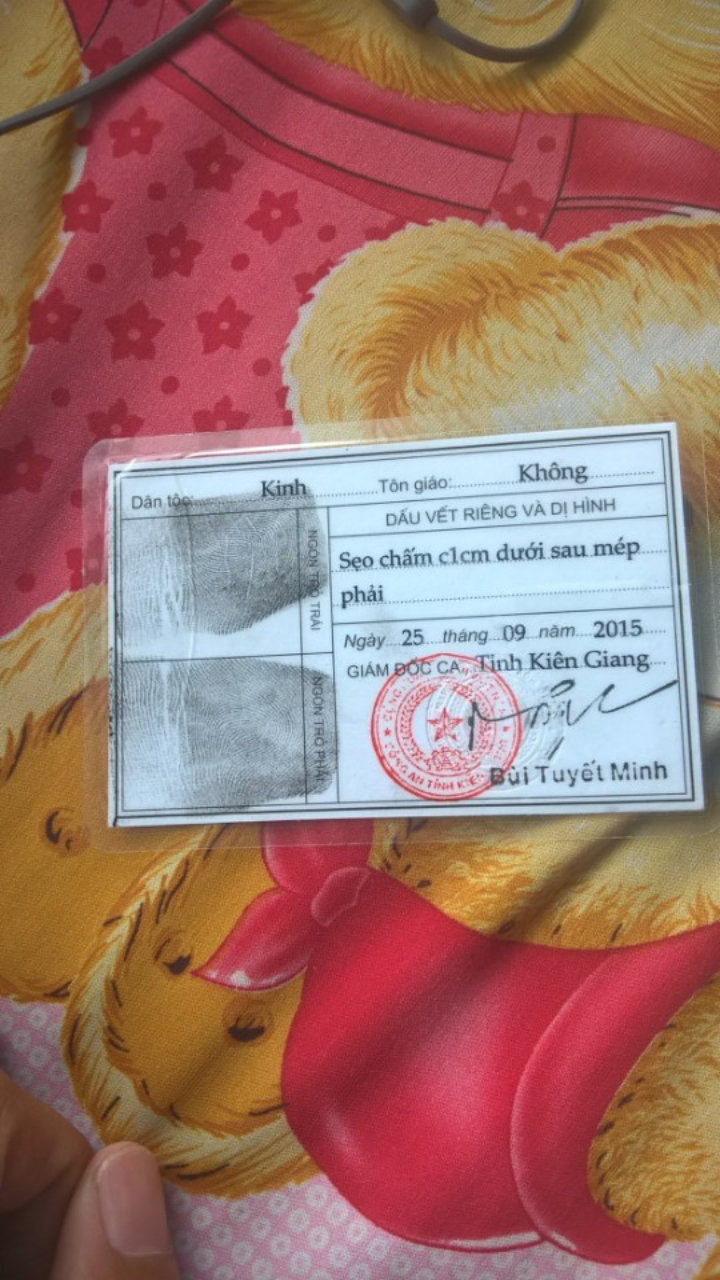 Dân tộc: Kinh Tôn giáo: Không
NGÓN TRỎ TRÁI
NGÓN TRỎ PHẢI
DẤU VẾT RIÊNG VÀ DỊ HÌNH
Sẹo chấm c1cm dưới sau mép
phải
Ngày 25 tháng 09 năm 2015
GIÁM ĐỐC CA. Tỉnh Kiên Giang
CÔNG AN TỈNH KIÊN
Bùi Tuyết Minh